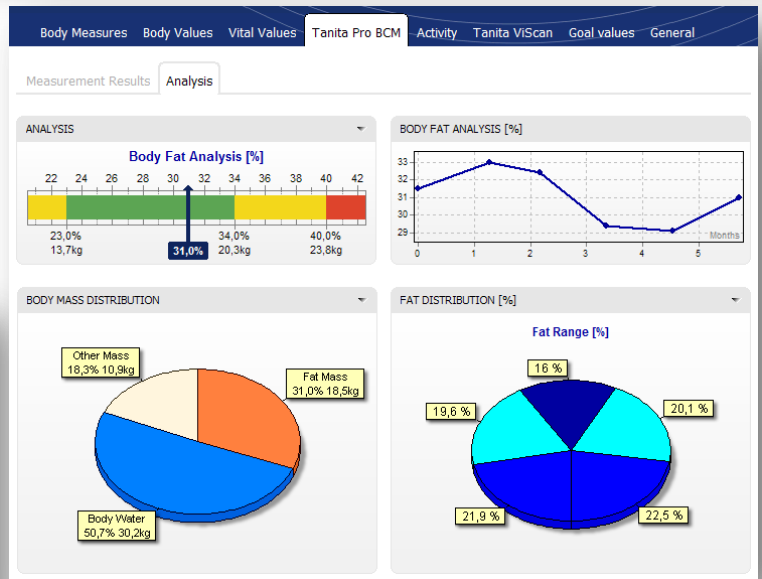 Body Measures Body Values Vital Values Tanita Pro BCM Activity Tanita ViScan Goal values General
Measurement Results Analysis
ANALYSIS
Body Fat Analysis [%]
22 24 26 28 30 32 34 36 38 40 42
23,0% 34,0% 40,0%
13,7kg 31,0% 20,3kg 23,8kg
BODY FAT ANALYSIS [%]
33
32
31
30
29
Months
0 1 2 3 4 5
BODY MASS DISTRIBUTION
Other Mass
18,3% 10,9kg
Fat Mass
31,0% 18,5kg
Body Water
50,7% 30,2kg
FAT DISTRIBUTION [%]
Fat Range [%]
16 %
19,6 % 20,1 %
21,9 % 22,5 %